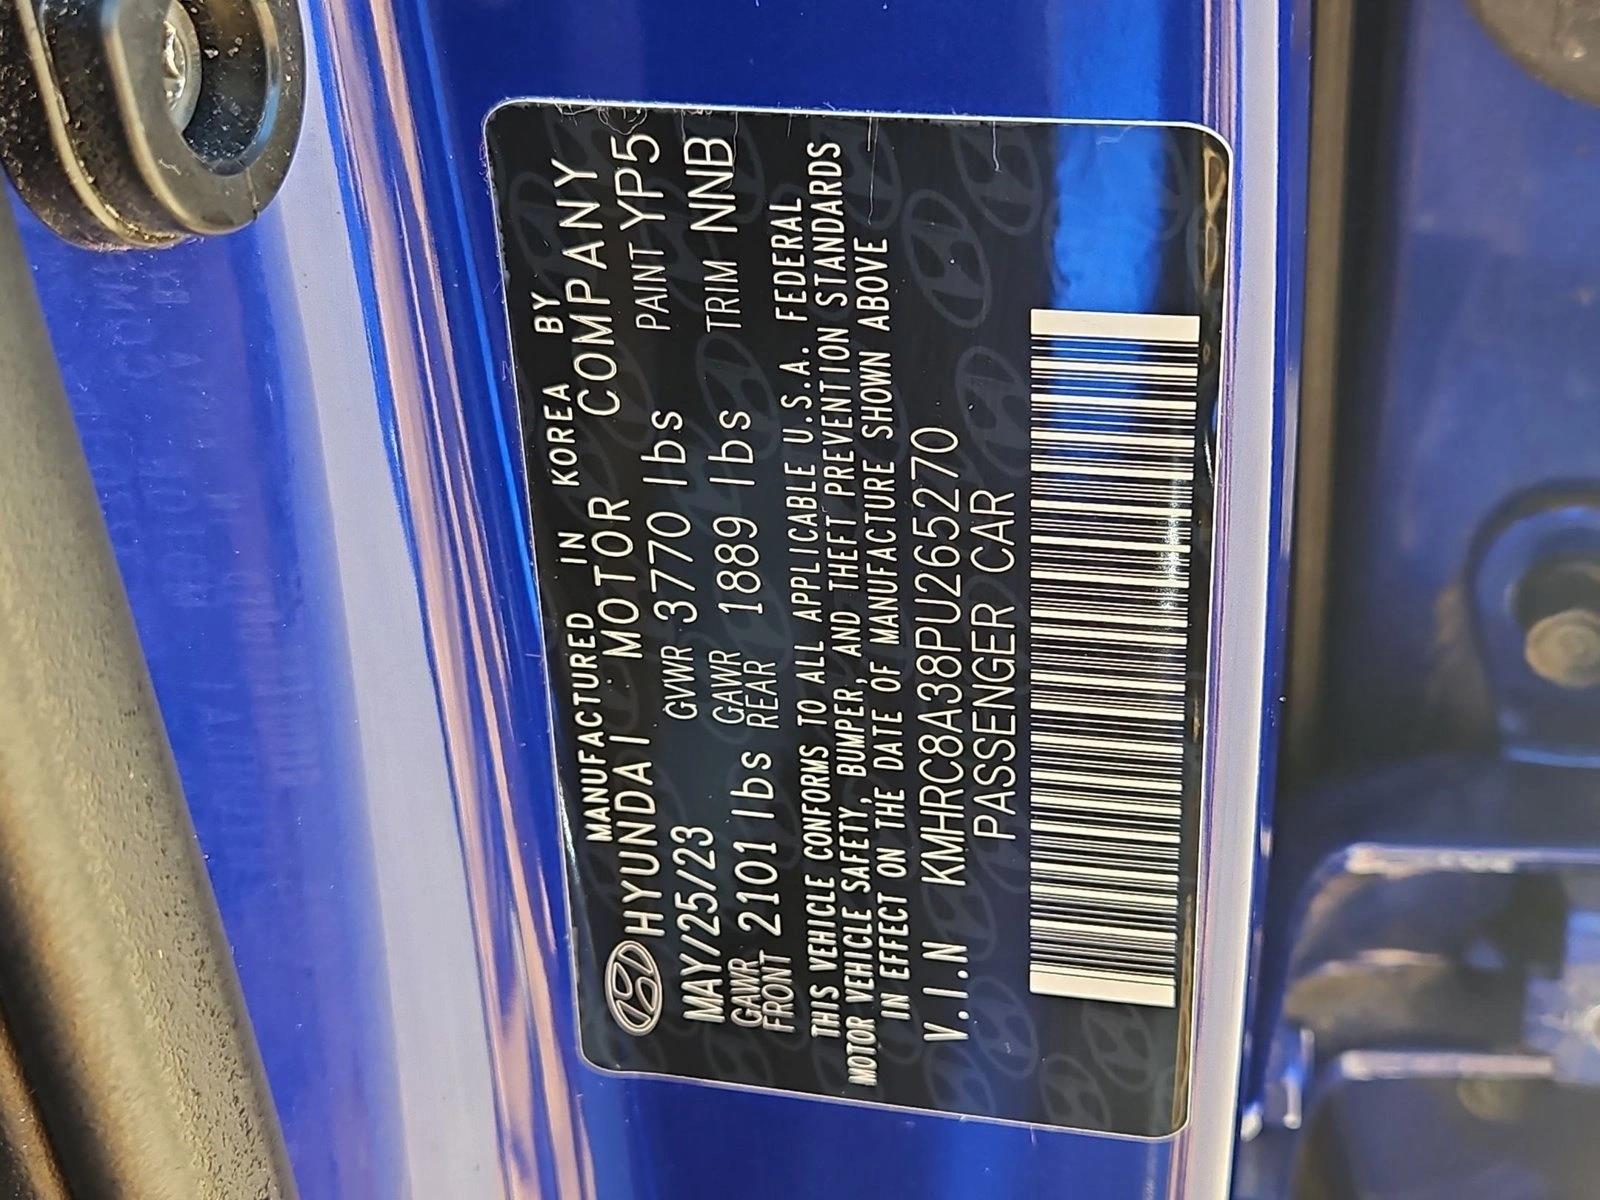 MANUFACTURED IN KOREA BY
HYUNDAI MOTOR COMPANY
MAY/25/23 GVWR 3770 lbs PAINT YP5
GAWR FRONT 2101 lbs GAWR REAR 1889 lbs TRIM NNB
THIS VEHICLE CONFORMS TO ALL APPLICABLE U.S.A. FEDERAL
MOTOR VEHICLE SAFETY, BUMPER, AND THEFT PREVENTION STANDARDS
IN EFFECT ON THE DATE OF MANUFACTURE SHOWN ABOVE
V.I.N KMHRC8A38PU265270
PASSENGER CAR